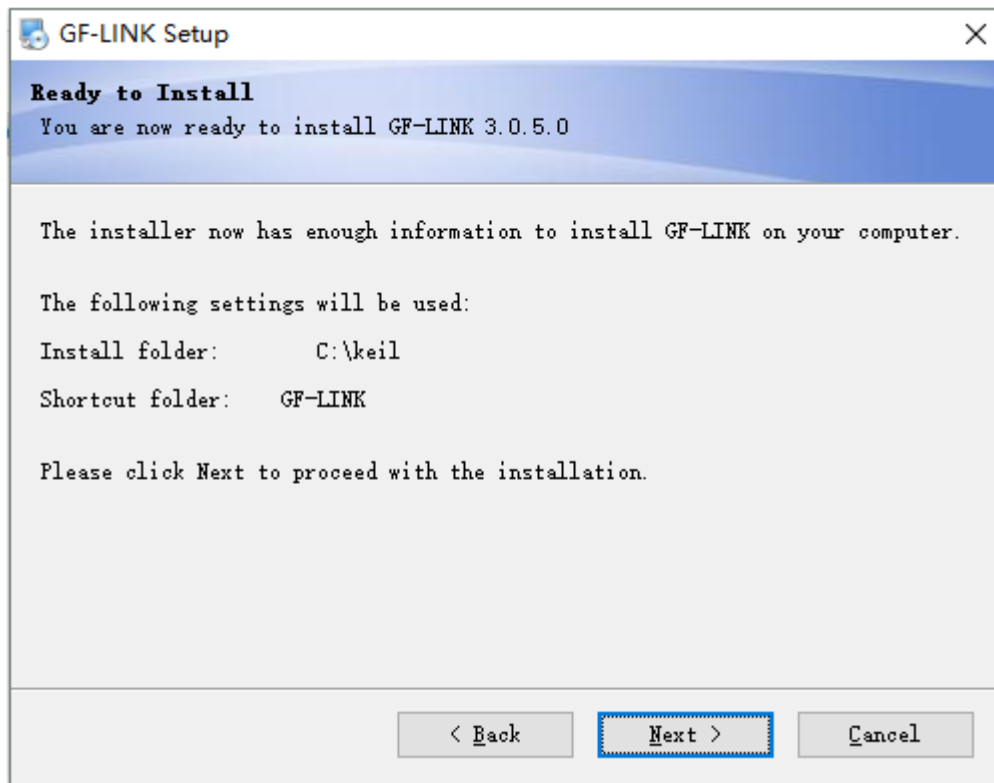 GF-LINK Setup
Ready to Install
You are now ready to install GF-LINK 3.0.5.0
The installer now has enough information to install GF-LINK on your computer.
The following settings will be used:
Install folder: C:\keil
Shortcut folder: GF-LINK
Please click Next to proceed with the installation.
< Back Next > Cancel